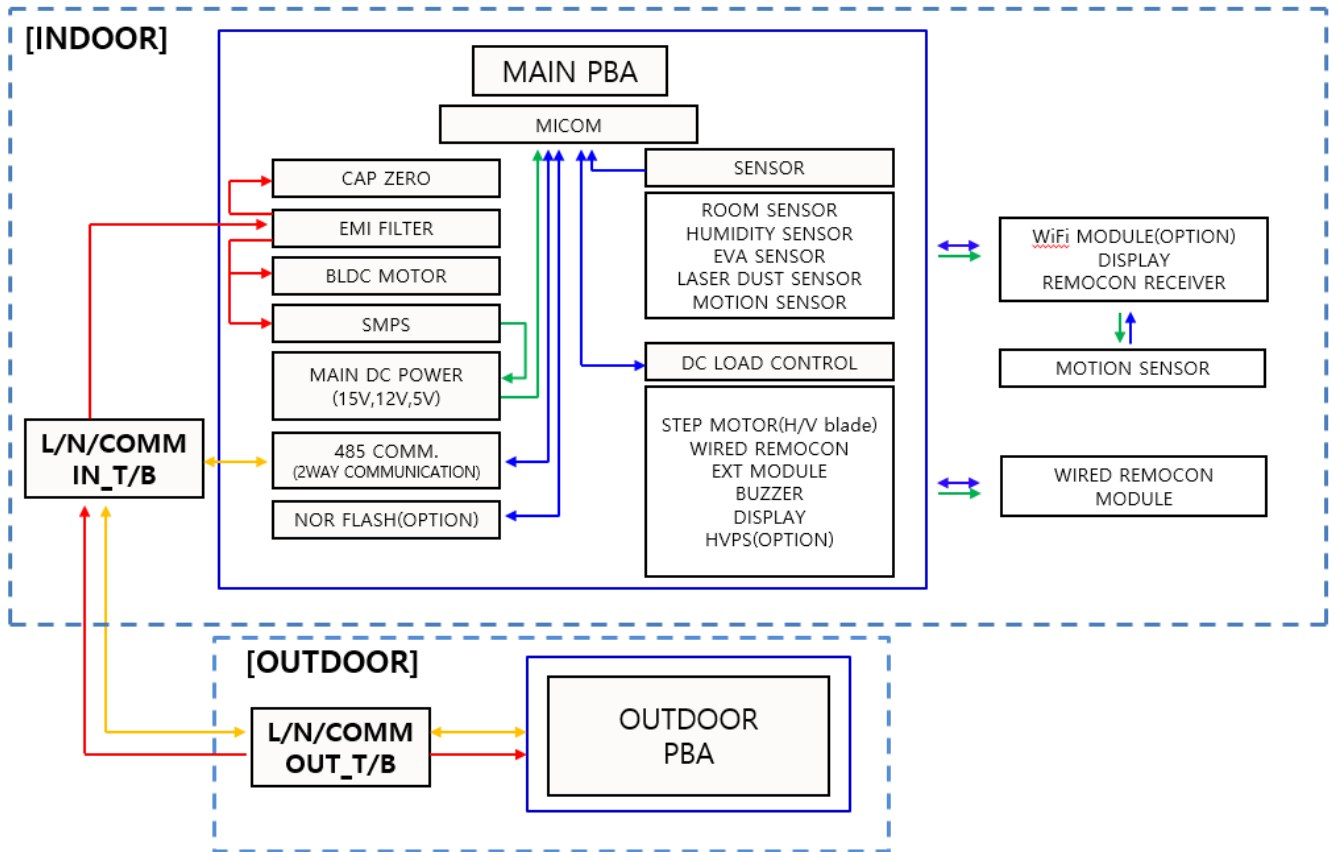 [INDOOR]
MAIN PBA
MICOM
CAP ZERO
EMI FILTER
BLDC MOTOR
SMPS
MAIN DC POWER
(15V,12V,5V)
485 COMM.
(2WAY COMMUNICATION)
NOR FLASH(OPTION)
SENSOR
ROOM SENSOR
HUMIDITY SENSOR
EVA SENSOR
LASER DUST SENSOR
MOTION SENSOR
DC LOAD CONTROL
STEP MOTOR(H/V blade)
WIRED REMOCON
EXT MODULE
BUZZER
DISPLAY
HVPS(OPTION)
WiFi MODULE(OPTION)
DISPLAY
REMOCON RECEIVER
MOTION SENSOR
WIRED REMOCON
MODULE
L/N/COMM
IN_T/B
[OUTDOOR]
L/N/COMM
OUT_T/B
OUTDOOR
PBA